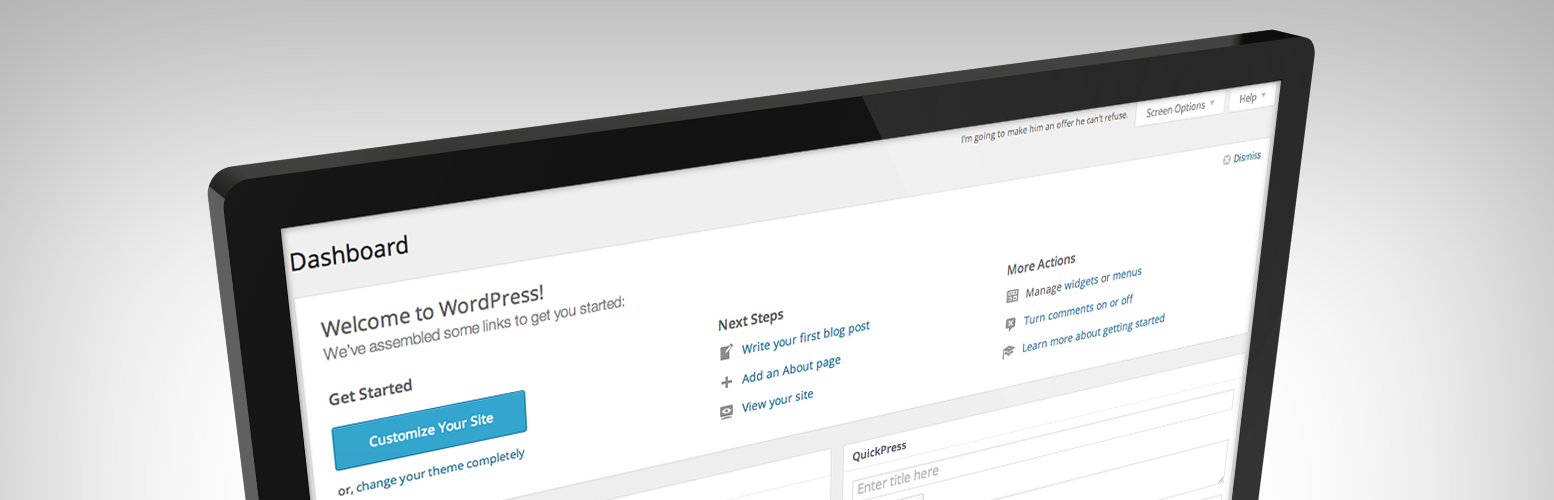 I'm going to make him an offer he can't refuse.
Screen Options
Help
Dismiss
Dashboard
Welcome to WordPress!
We've assembled some links to get you started:
Get Started
Customize Your Site
or, change your theme completely
Next Steps
Write your first blog post
Add an About page
View your site
More Actions
Manage widgets or menus
Turn comments on or off
Learn more about getting started
QuickPress
Enter title here